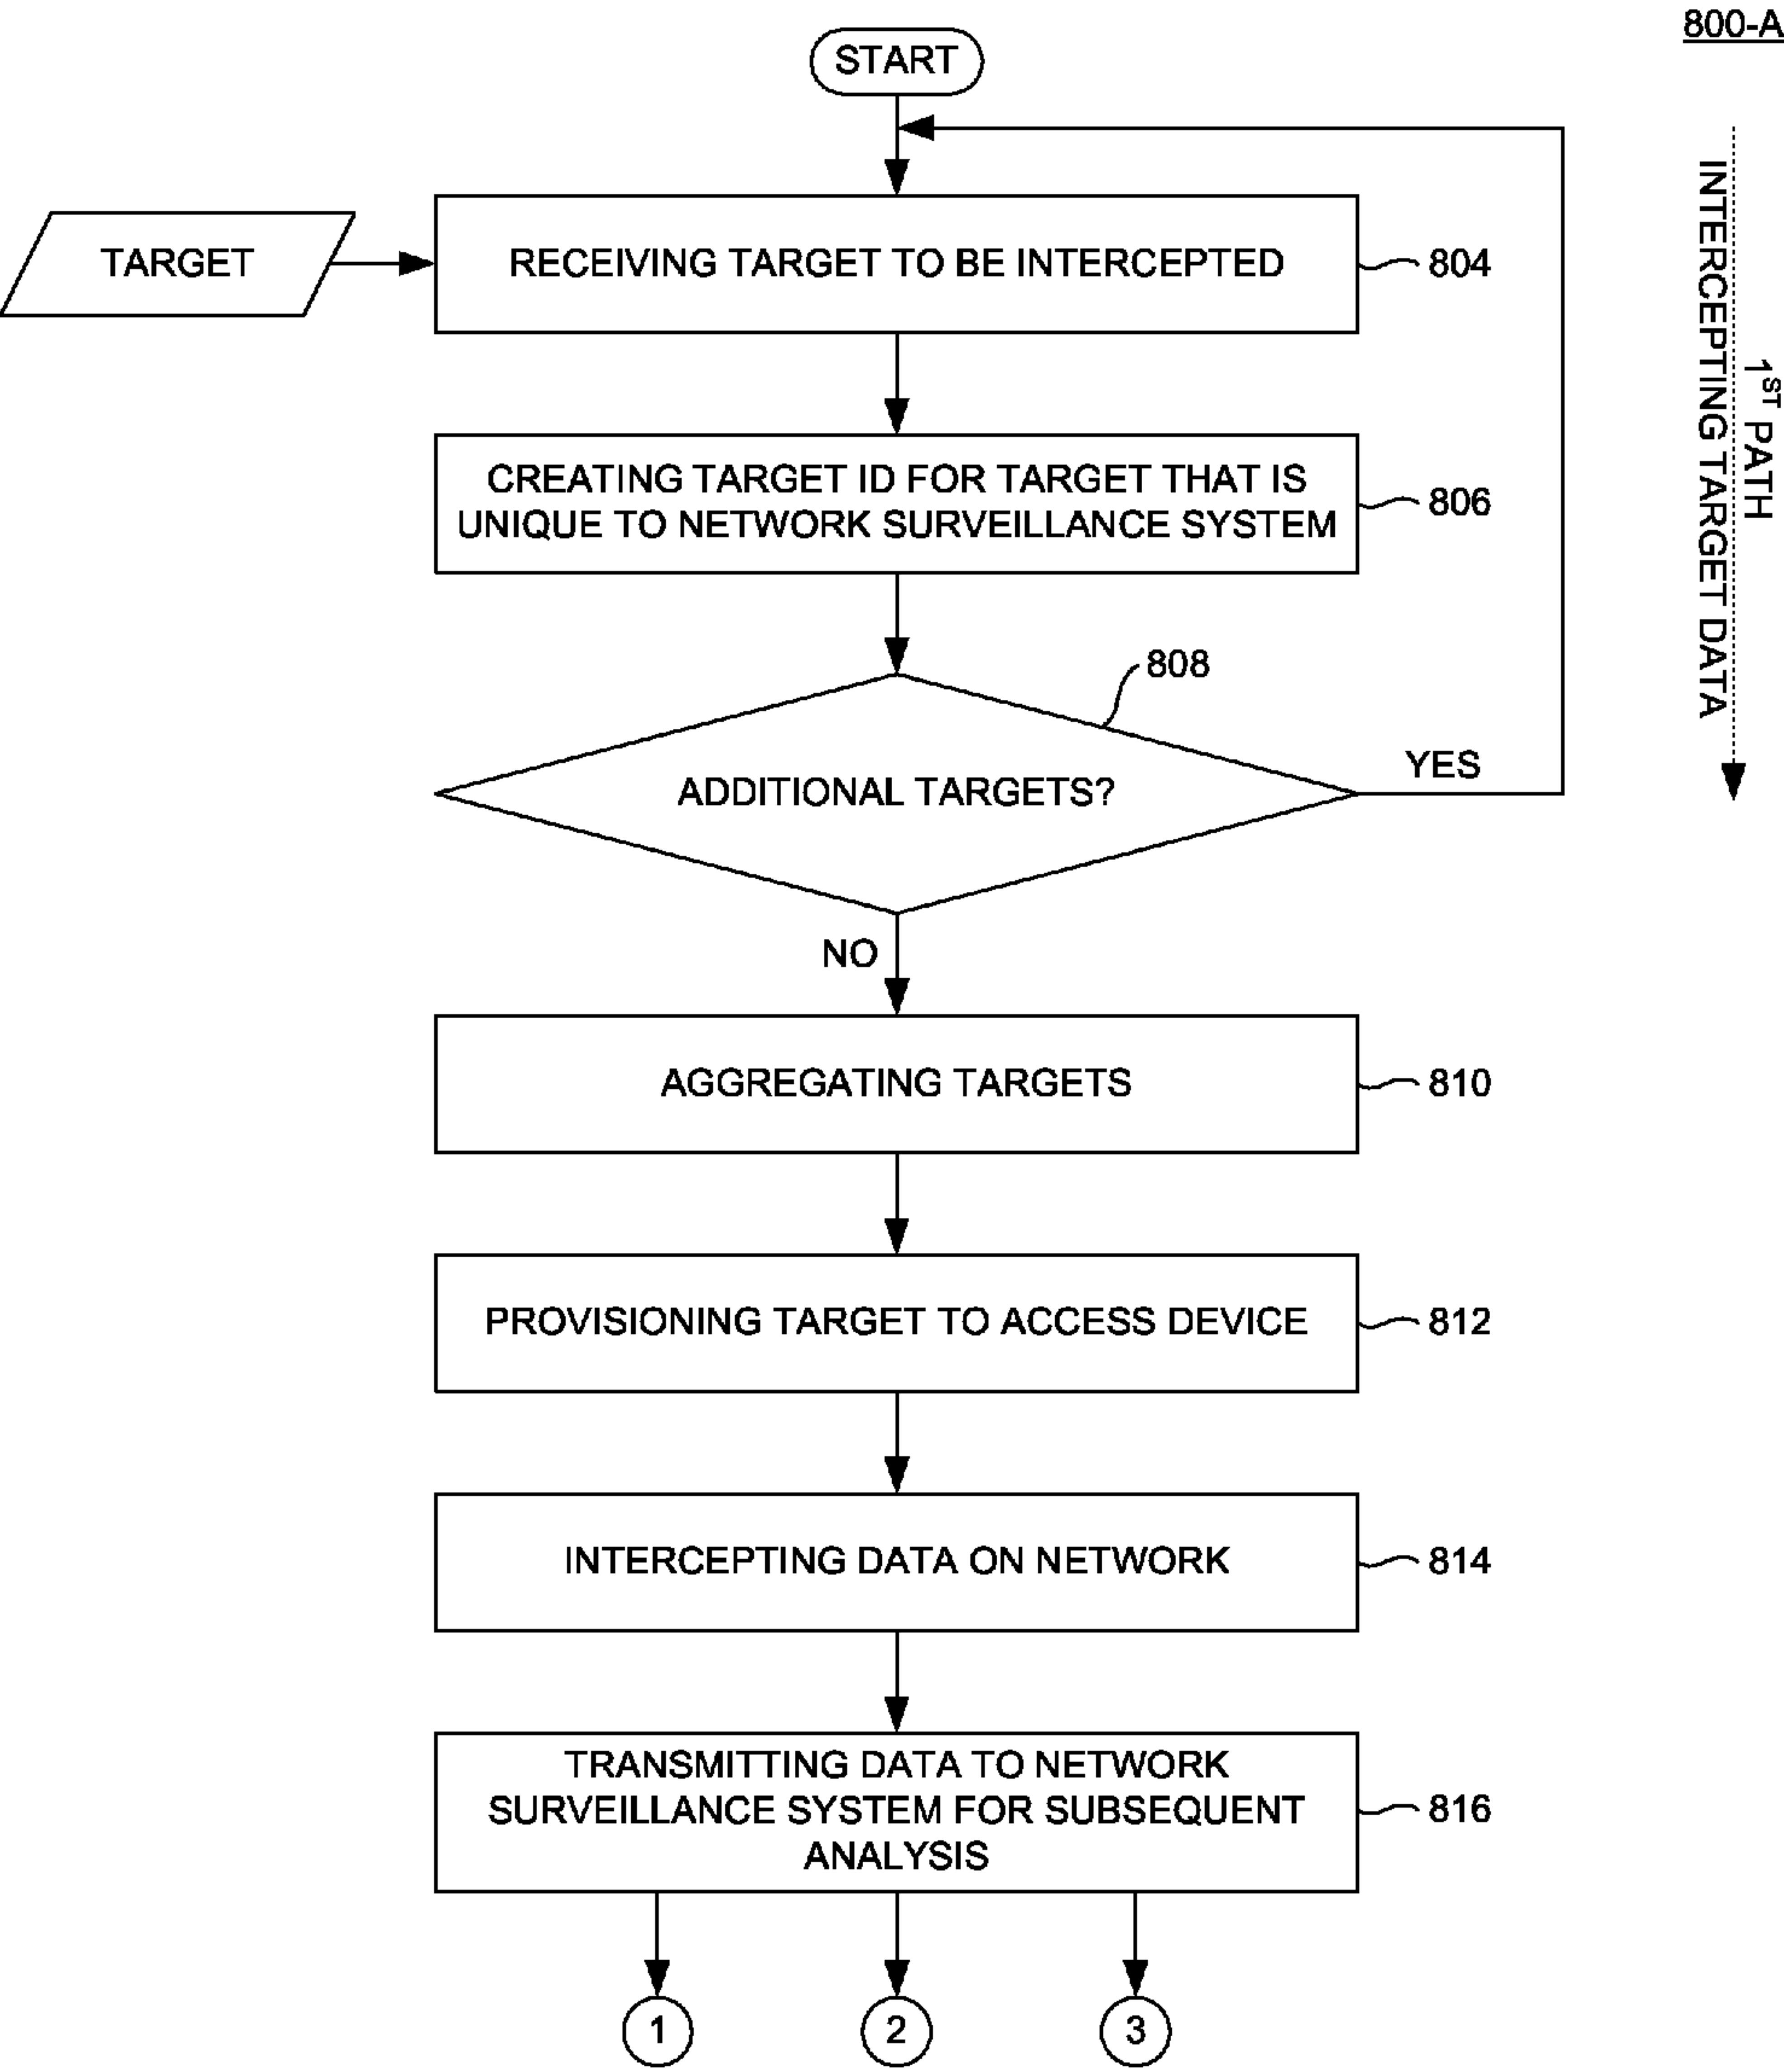 800-A
START
TARGET
RECEIVING TARGET TO BE INTERCEPTED
804
CREATING TARGET ID FOR TARGET THAT IS
UNIQUE TO NETWORK SURVEILLANCE SYSTEM
806
1ST PATH
INTERCEPTING TARGET DATA
808
ADDITIONAL TARGETS?
YES
NO
AGGREGATING TARGETS
810
PROVISIONING TARGET TO ACCESS DEVICE
812
INTERCEPTING DATA ON NETWORK
814
TRANSMITTING DATA TO NETWORK
SURVEILLANCE SYSTEM FOR SUBSEQUENT
ANALYSIS
816
1
2
3